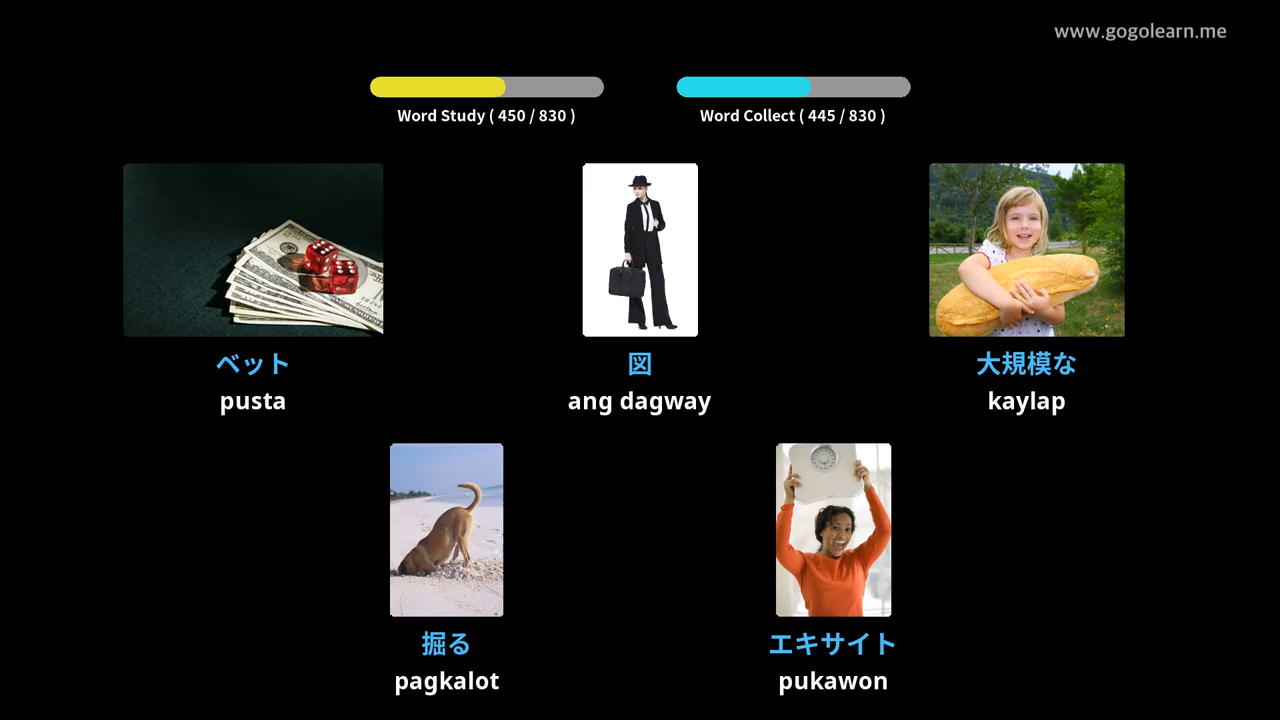 www.gogolearn.me
Word Study ( 450 / 830 )
Word Collect ( 445 / 830 )
ベット
pusta
図
ang dagway
大規模な
kaylap
掘る
pagkalot
エキサイト
pukawon